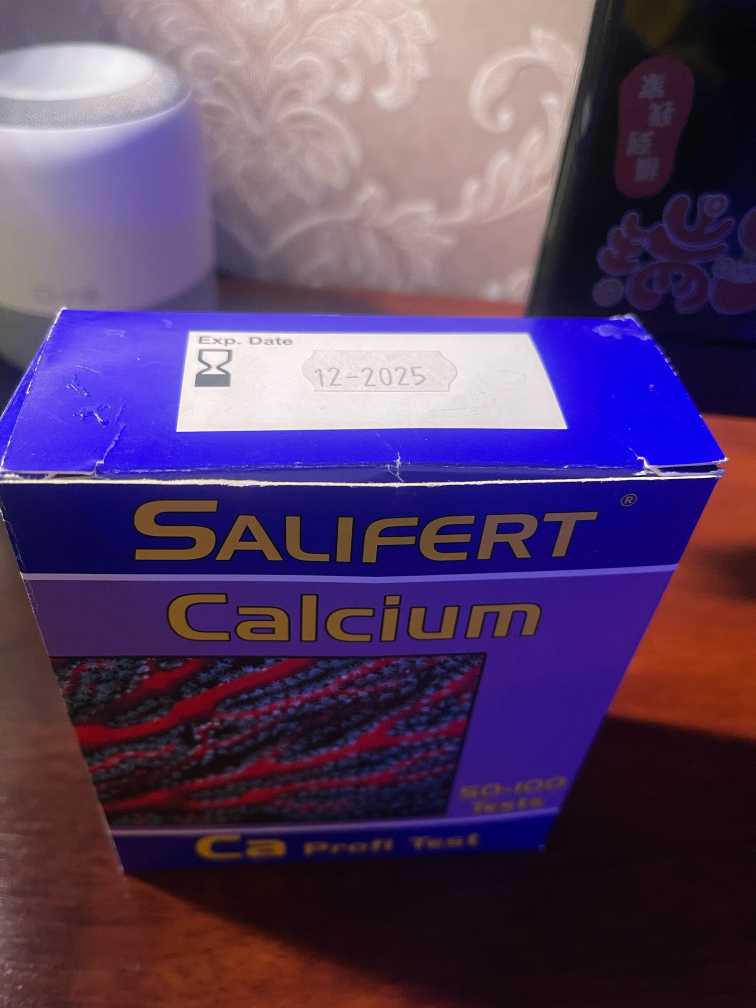 Exp. Date
12-2025
SALIFERT®
Calcium
50-100
Tests
Ca Profi Test